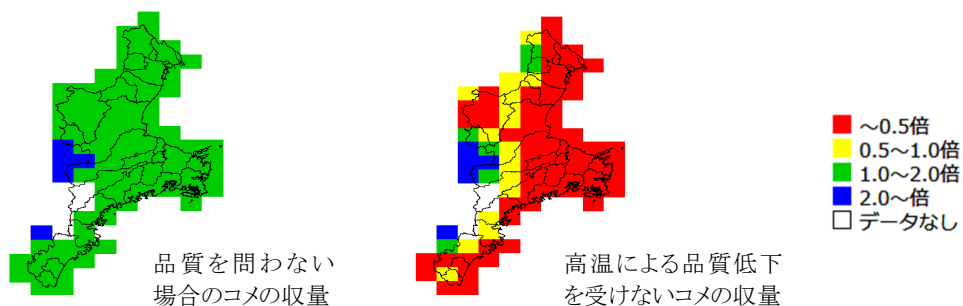 品質を問わない
場合のコメの収量
高温による品質低下
を受けないコメの収量
～0.5倍
0.5～1.0倍
1.0～2.0倍
2.0～倍
データなし